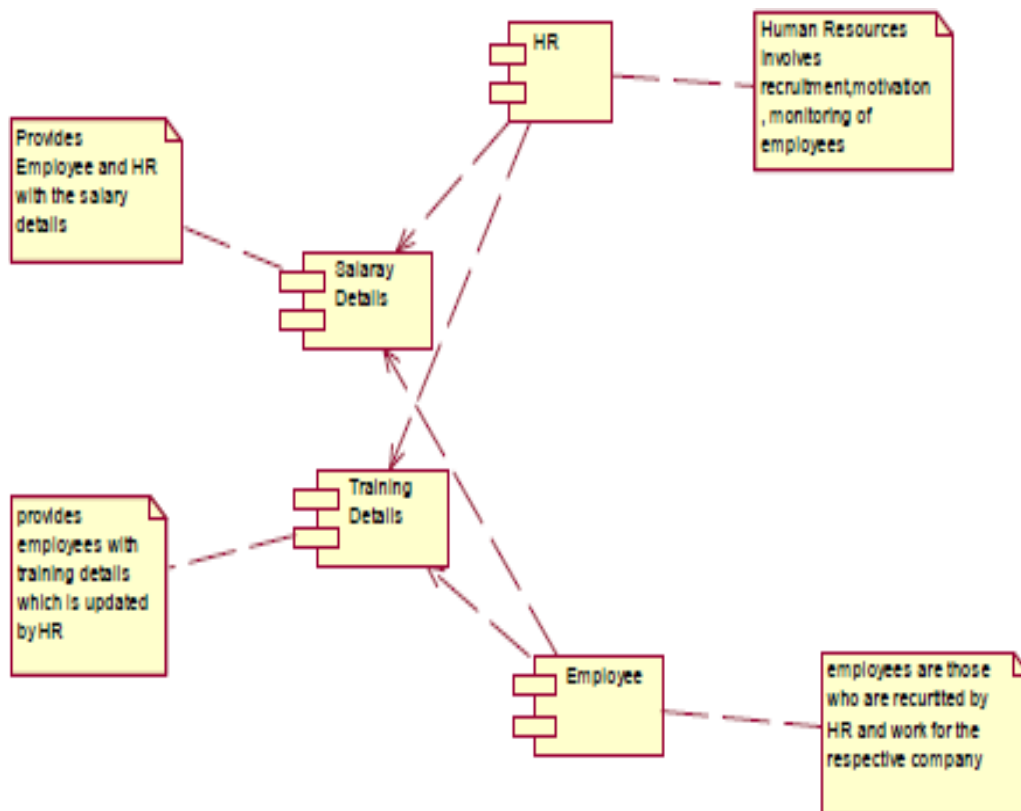 HR
Human Resources
Involves
recruitment,motivation
, monitoring of
employees
Provides
Employee and HR
with the salary
details
Salaray
Details
Training
Details
provides
employees with
training details
which is updated
by HR
Employee
employees are those
who are recurtted by
HR and work for the
respective company